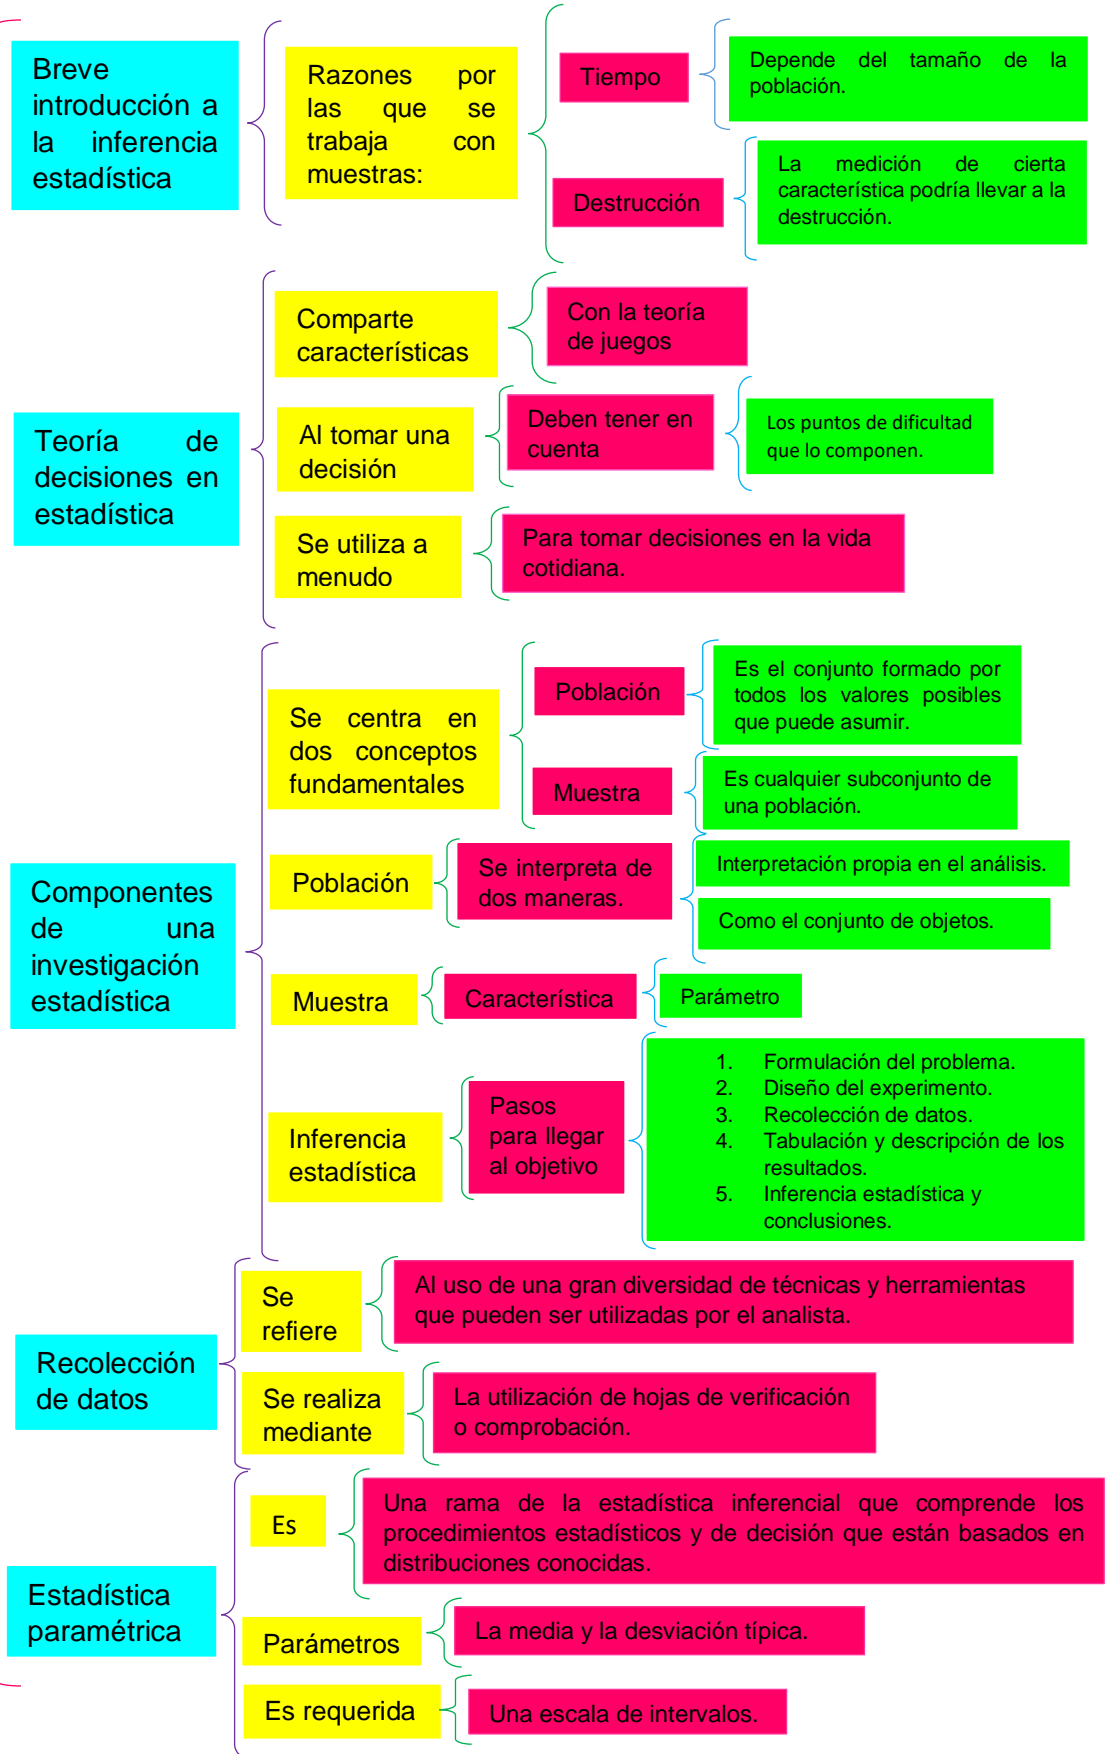 Breve
introducción a
la inferencia
estadística
Razones por
las que se
trabaja con
muestras:
Tiempo
Depende del tamaño de la
población.
Destrucción
La medición de cierta
característica podría llevar a la
destrucción.
Teoría de
decisiones en
estadística
Comparte
características
Con la teoría
de juegos
Al tomar una
decisión
Deben tener en
cuenta
Los puntos de dificultad
que lo componen.
Se utiliza a
menudo
Para tomar decisiones en la vida
cotidiana.
Componentes
de una
investigación
estadística
Se centra en
dos conceptos
fundamentales
Población
Es el conjunto formado por
todos los valores posibles
que puede asumir.
Muestra
Es cualquier subconjunto de
una población.
Población
Se interpreta de
dos maneras.
Interpretación propia en el análisis.
Como el conjunto de objetos.
Muestra
Característica
Parámetro
Inferencia
estadística
Pasos
para llegar
al objetivo
1. Formulación del problema.
2. Diseño del experimento.
3. Recolección de datos.
4. Tabulación y descripción de los
resultados.
5. Inferencia estadística y
conclusiones.
Recolección
de datos
Se
refiere
Al uso de una gran diversidad de técnicas y herramientas
que pueden ser utilizadas por el analista.
Se realiza
mediante
La utilización de hojas de verificación
o comprobación.
Estadística
paramétrica
Es
Una rama de la estadística inferencial que comprende los
procedimientos estadísticos y de decisión que están basados en
distribuciones conocidas.
Parámetros
La media y la desviación típica.
Es requerida
Una escala de intervalos.